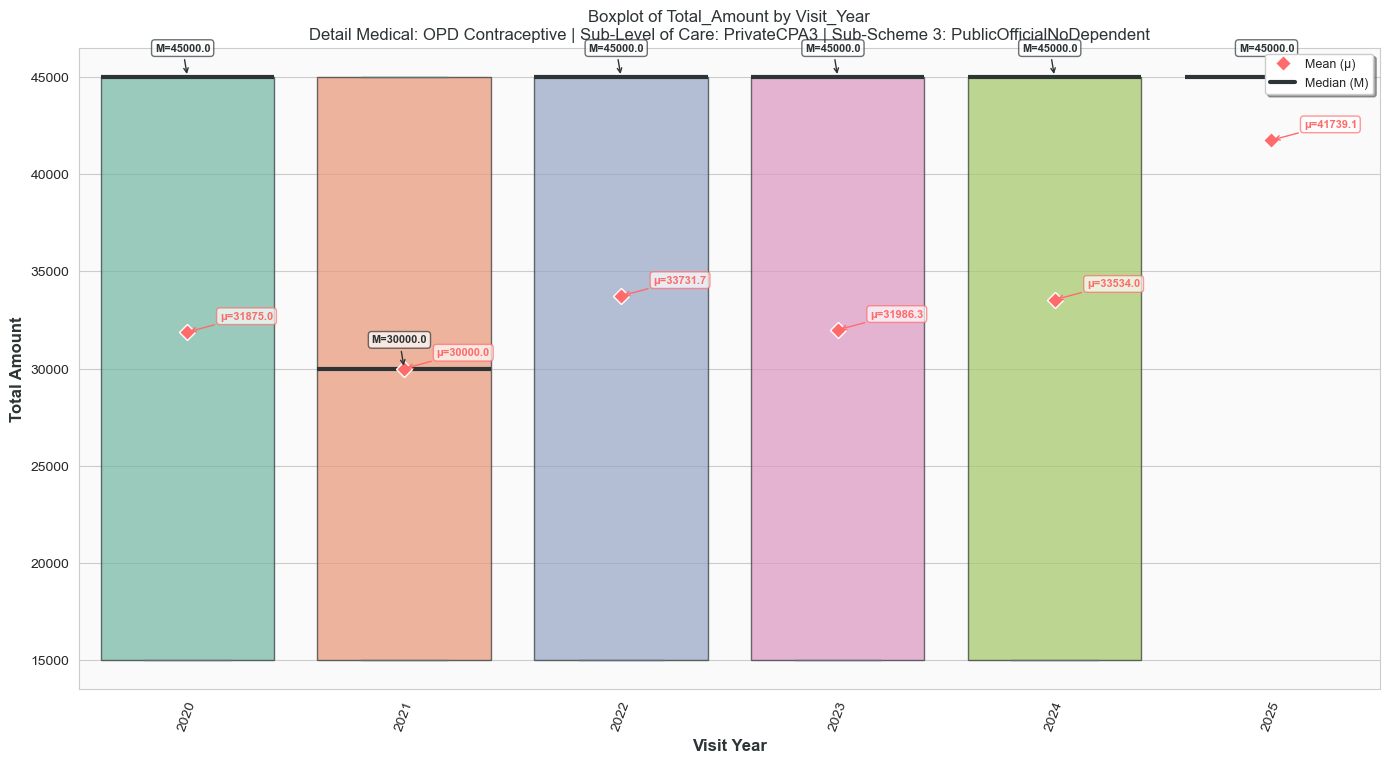 Boxplot of Total_Amount by Visit_Year
Detail Medical: OPD Contraceptive | Sub-Level of Care: PrivateCPA3 | Sub-Scheme 3: PublicOfficialNoDependent
M=45000.0
M=45000.0
M=45000.0
M=45000.0
M=45000.0
Mean (μ)
Median (M)
45000
μ=41739.1
40000
35000
μ=33731.7
μ=33534.0
μ=31986.3
μ=31875.0
M=30000.0
μ=30000.0
30000
25000
20000
15000
Total Amount
2020
2021
2022
2023
2024
2025
Visit Year